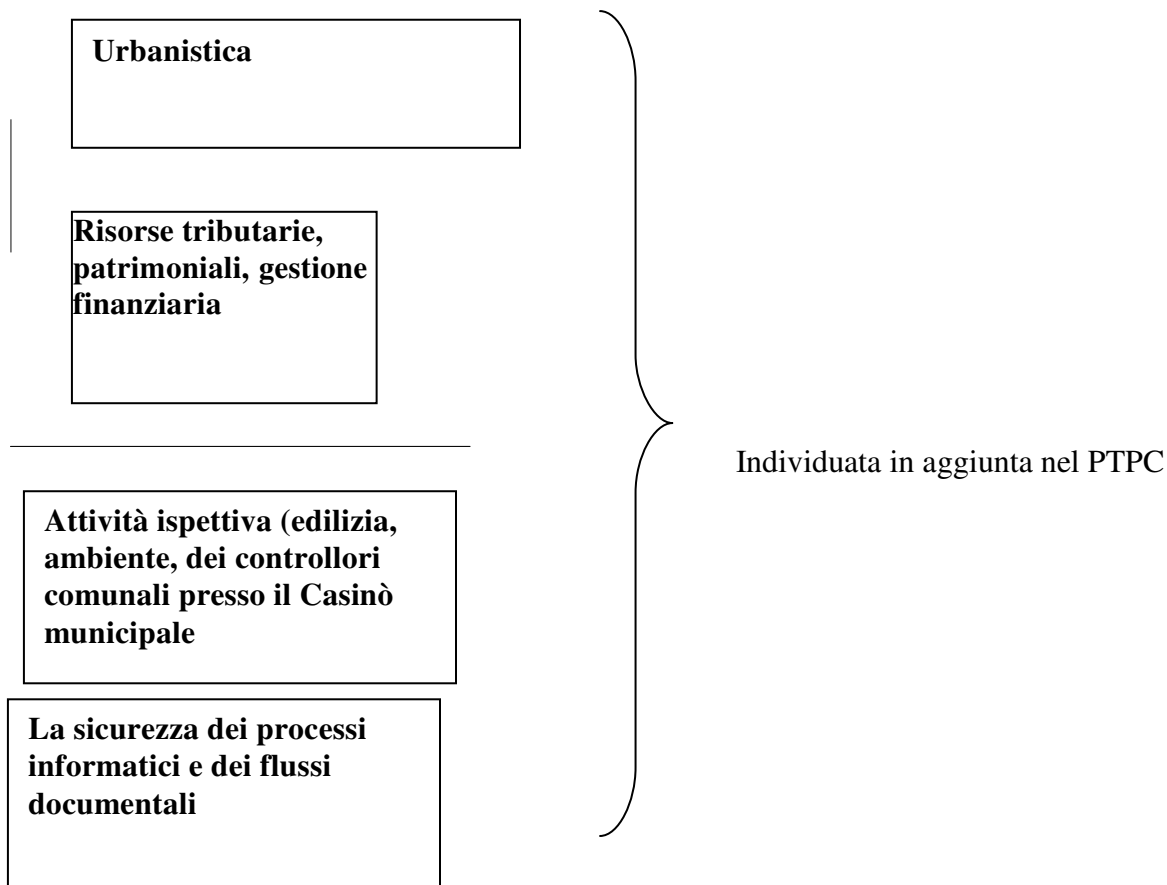 Urbanistica
Risorse tributarie,
patrimoniali, gestione
finanziaria
Individuata in aggiunta nel PTPC
Attività ispettiva (edilizia,
ambiente, dei controllori
comunali presso il Casinò
municipale
La sicurezza dei processi
informatici e dei flussi
documentali